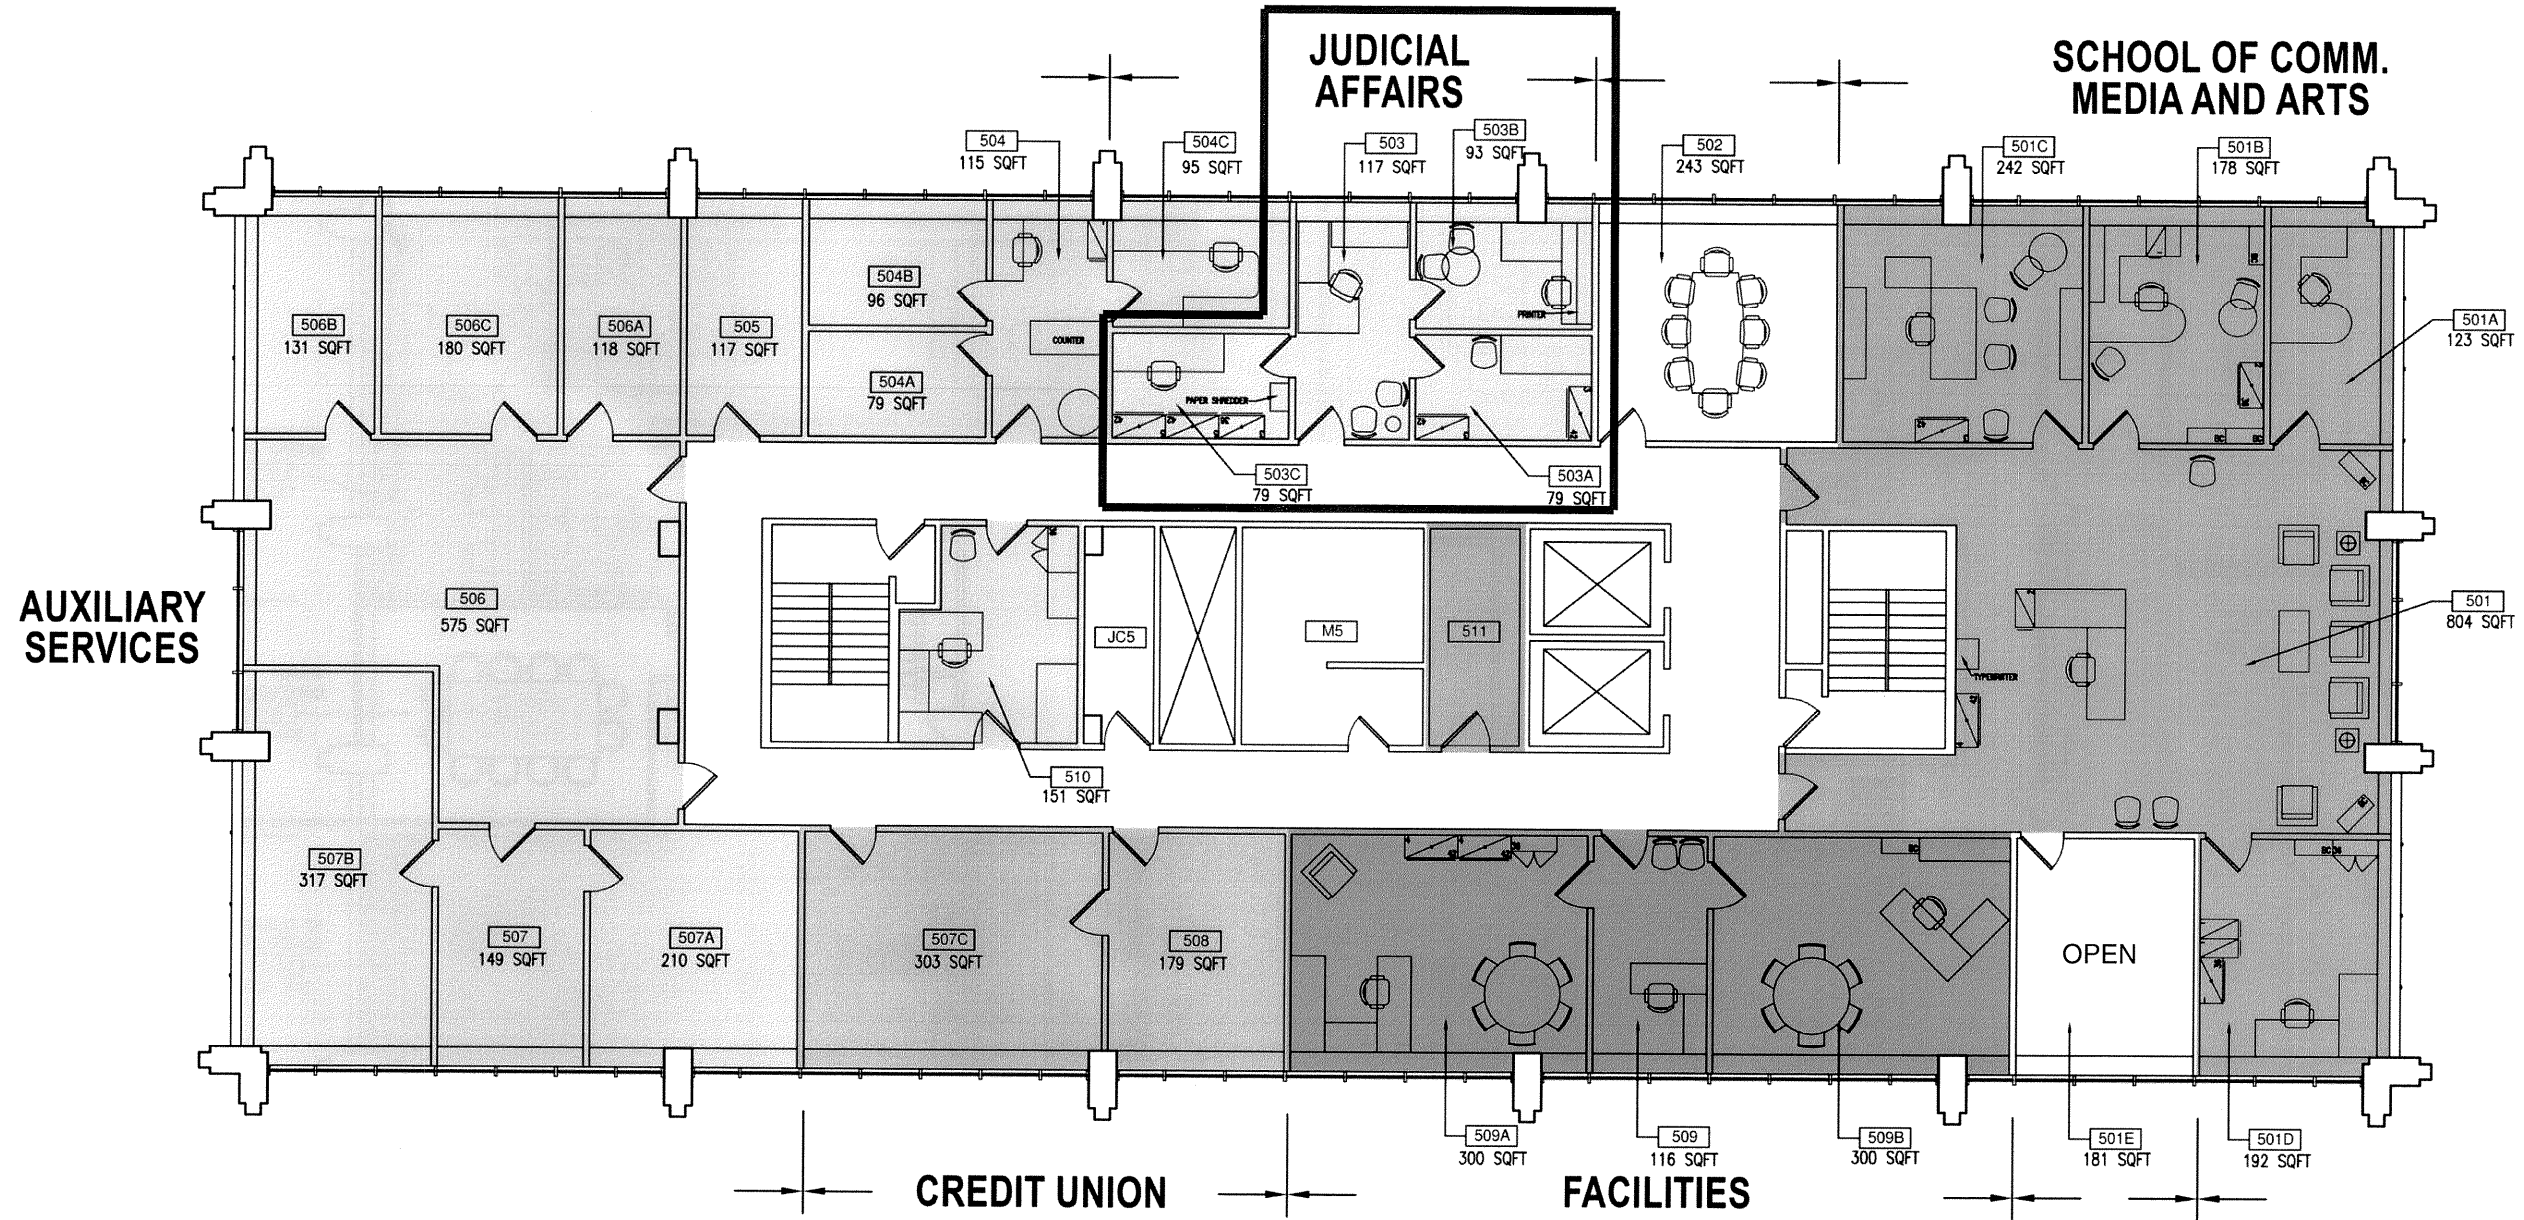 JUDICIAL
AFFAIRS
SCHOOL OF COMM.
MEDIA AND ARTS
504
115 SQFT
504C
95 SQFT
503
117 SQFT
503B
93 SQFT
502
243 SQFT
501C
242 SQFT
501B
178 SQFT
506B
131 SQFT
506C
180 SQFT
506A
118 SQFT
505
117 SQFT
504B
96 SQFT
504A
79 SQFT
COUNTER
PAPER SHREDDER
PRINTER
501A
123 SQFT
503C
79 SQFT
503A
79 SQFT
AUXILIARY
SERVICES
506
575 SQFT
JC5
M5
511
501
804 SQFT
TYPEWRITER
510
151 SQFT
507B
317 SQFT
507
149 SQFT
507A
210 SQFT
507C
303 SQFT
508
179 SQFT
OPEN
509A
300 SQFT
509
116 SQFT
509B
300 SQFT
501E
181 SQFT
501D
192 SQFT
CREDIT UNION
FACILITIES